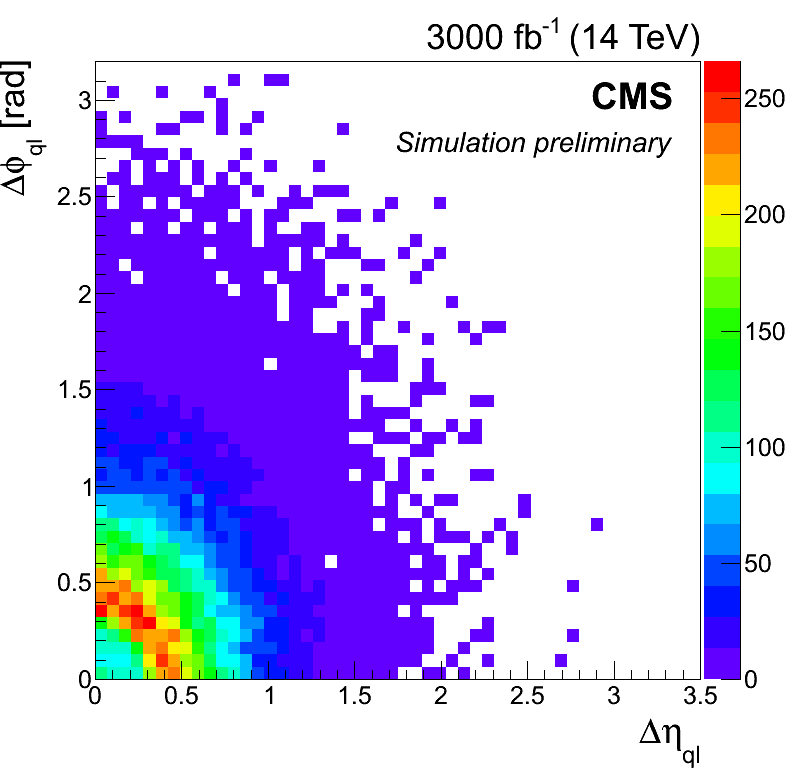 3000 fb⁻¹ (14 TeV)
CMS
Simulation preliminary
Δϕ_ql [rad]
3
2.5
2
1.5
1
0.5
0
0 0.5 1 1.5 2 2.5 3 3.5
Δη_ql
250
200
150
100
50
0